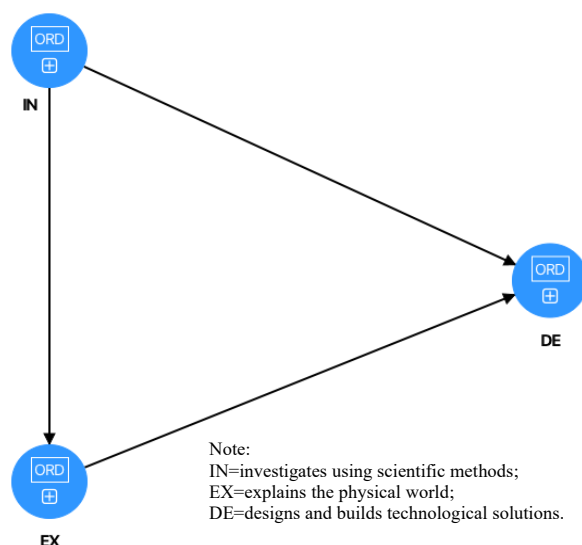 ORD
IN
ORD
DE
ORD
EX
Note:
IN=investigates using scientific methods;
EX=explains the physical world;
DE=designs and builds technological solutions.